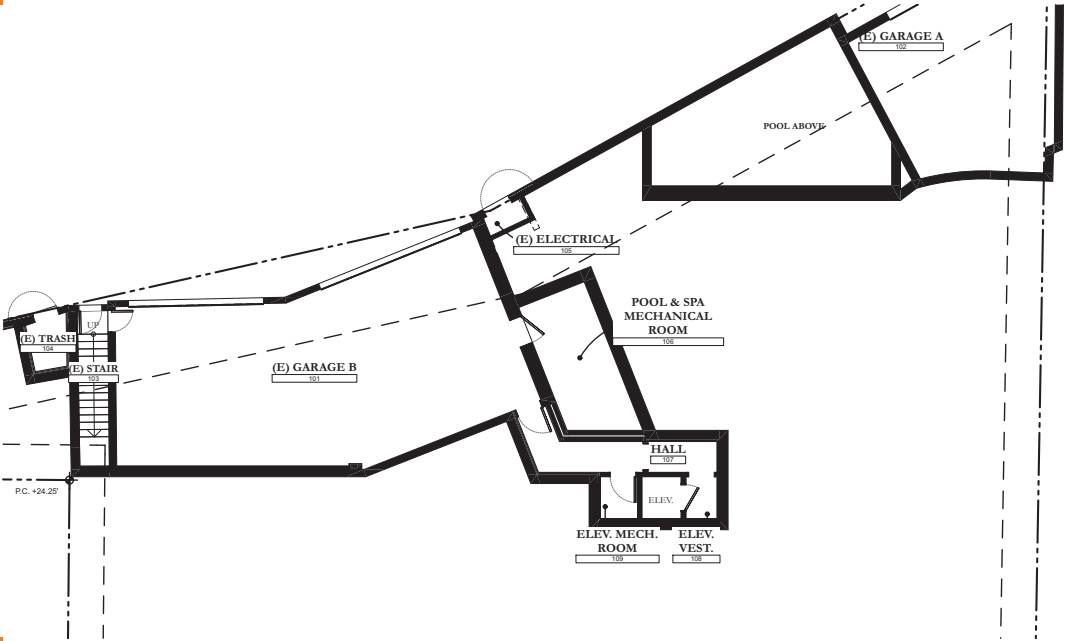 (E) GARAGE A
102
POOL ABOVE
(E) ELECTRICAL
105
POOL & SPA
MECHANICAL
ROOM
106
UP
(E) TRASH
104
(E) STAIR
103
(E) GARAGE B
101
HALL
107
ELEV.
P.C. +24.25'
ELEV. MECH.
ROOM
109
ELEV.
VEST.
108